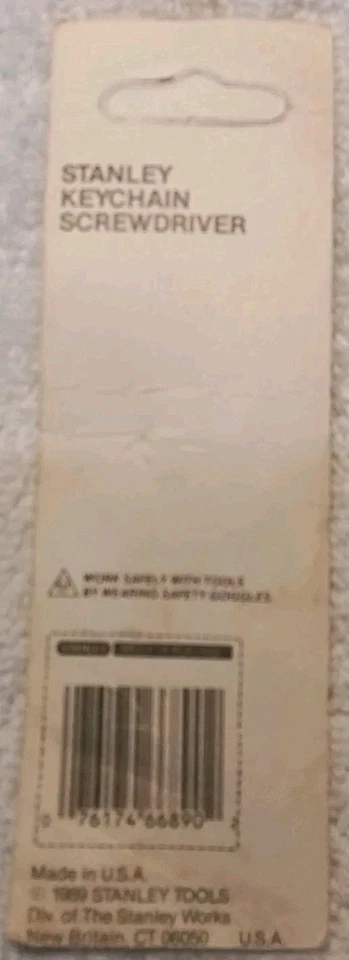 STANLEY
KEYCHAIN
SCREWDRIVER
WORK SAFELY WITH TOOLS
BY WEARING SAFETY GOGGLES
STANLEY
0 76174 66890
Made in U.S.A.
© 1989 STANLEY TOOLS
Div. of The Stanley Works
New Britain, CT 06050 U.S.A.